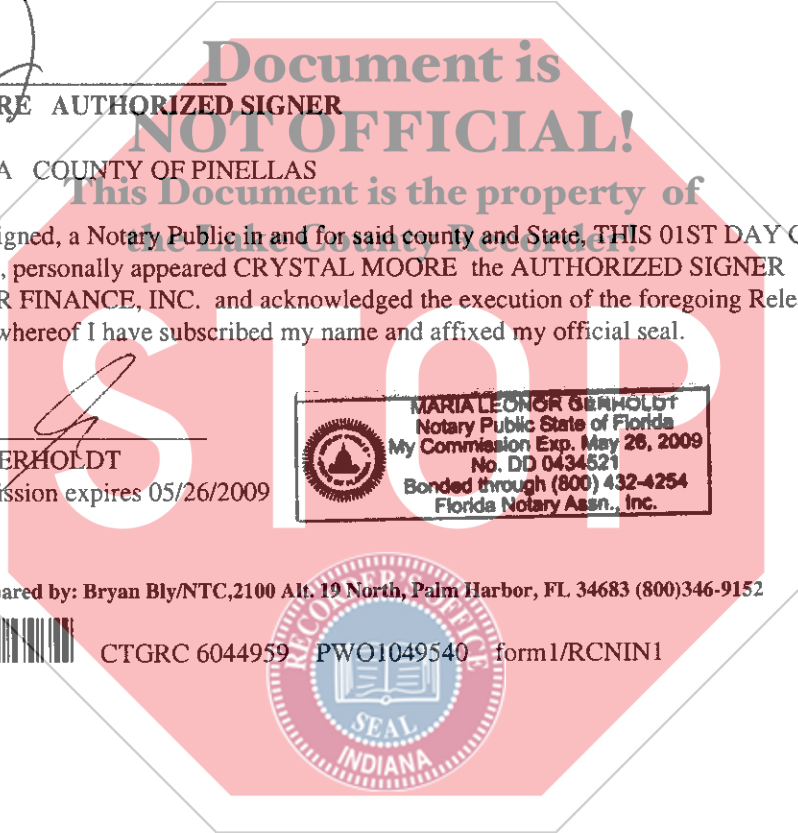 Document is
RE AUTHORIZED SIGNER
NOT OFFICIAL!
A COUNTY OF PINELLAS
This Document is the property of
the Lake County Recorder!
igned, a Notary Public in and for said county and State, THIS 01ST DAY O
, personally appeared CRYSTAL MOORE the AUTHORIZED SIGNER
R FINANCE, INC. and acknowledged the execution of the foregoing Rele
whereof I have subscribed my name and affixed my official seal.
STOP
MARIA LEONOR GERHOLDT
Notary Public State of Florida
My Commission Exp. May 26, 2009
No. DD 0434521
Bonded through (800) 432-4254
Florida Notary Assn., Inc.
ERHOLDT
ission expires 05/26/2009
ared by: Bryan Bly/NTC,2100 Alt. 19 North, Palm Harbor, FL 34683 (800)346-9152
CTGRC 6044959 PWO1049540 form1/RCNIN1
RECORDER'S OFFICE
SEAL
INDIANA